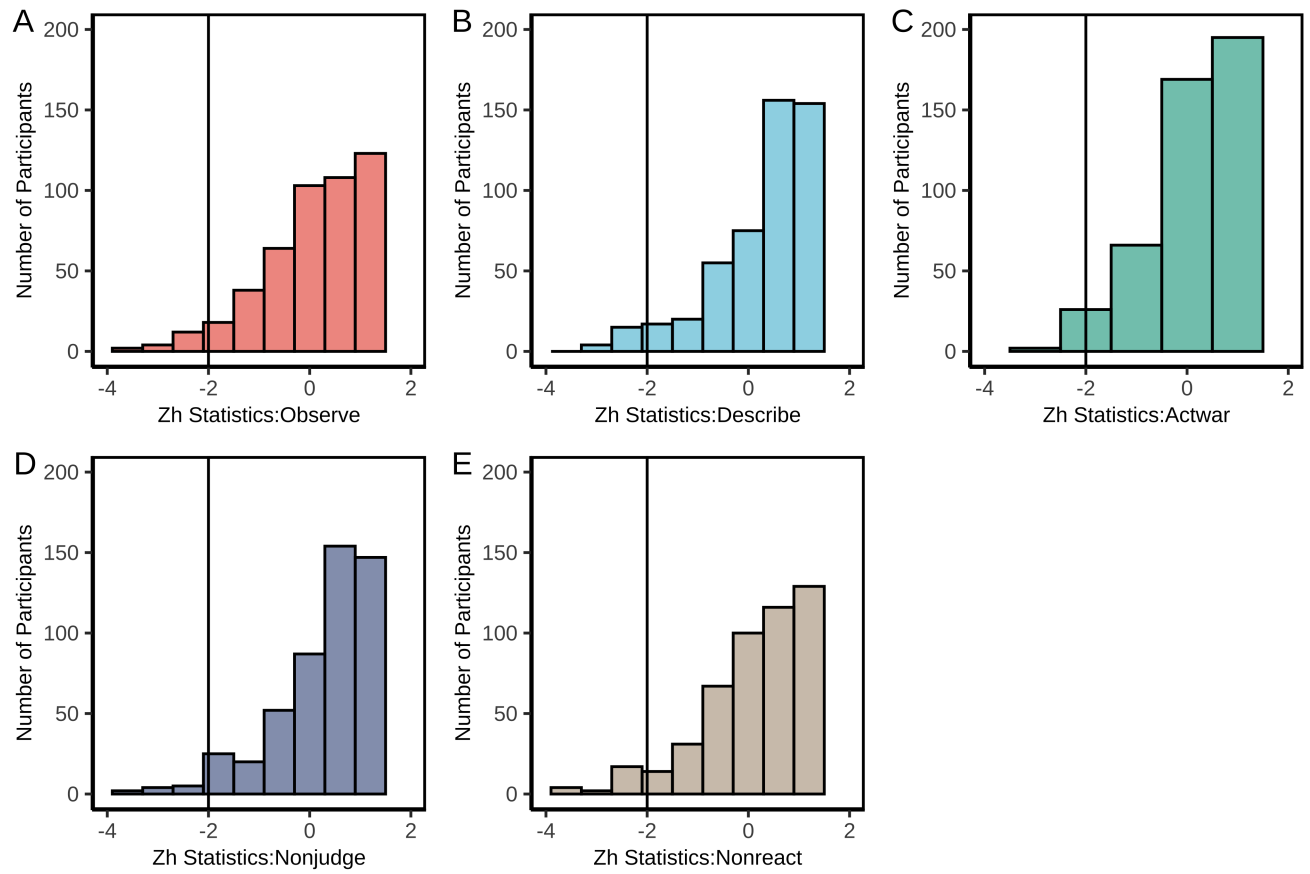 A
200
150
100
50
0
Number of Participants
-4 -2 0 2
Zh Statistics:Observe
B
200
150
100
50
0
Number of Participants
-4 -2 0 2
Zh Statistics:Describe
C
200
150
100
50
0
Number of Participants
-4 -2 0 2
Zh Statistics:Actwar
D
200
150
100
50
0
Number of Participants
-4 -2 0 2
Zh Statistics:Nonjudge
E
200
150
100
50
0
Number of Participants
-4 -2 0 2
Zh Statistics:Nonreact